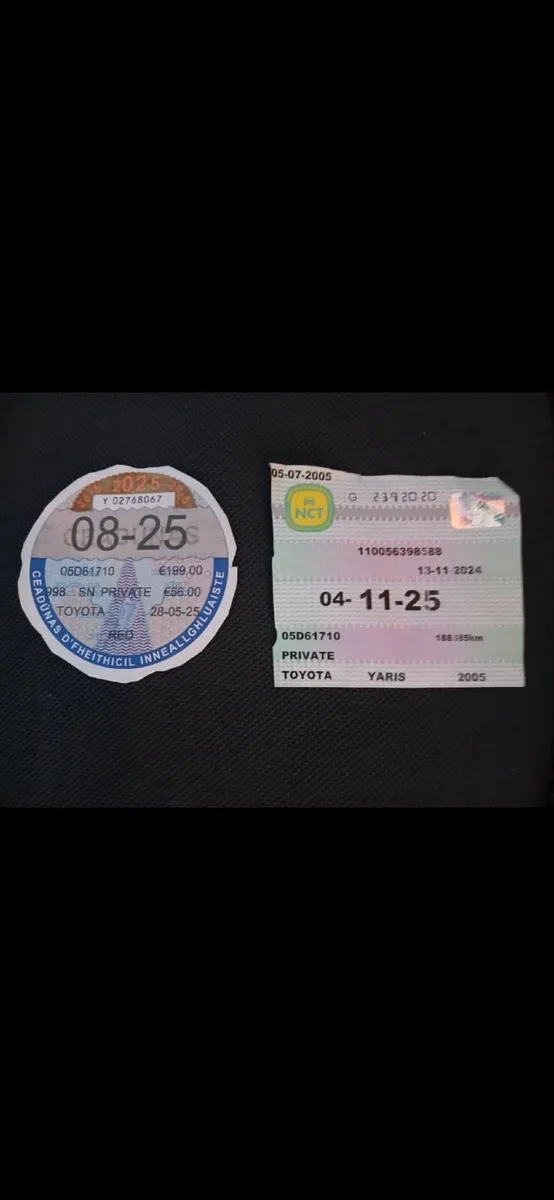 2025
Y 02768067
08-25
05D61710 €199.00
998 SN PRIVATE €56.00
TOYOTA 28-05-25
RED
CEADÚNAS D'FHEITHICIL INNEALLGHLUAISTE
05-07-2005
NCT
G 2392020
110056398588
13-11-2024
04-11-25
05D61710
PRIVATE
TOYOTA YARIS 2005